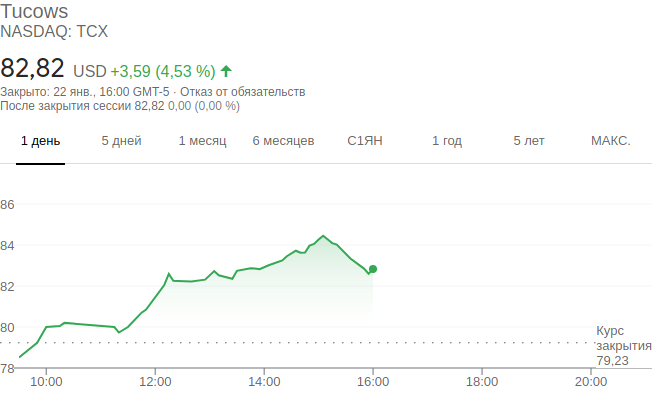 Tucows
NASDAQ: TCX
82,82 USD +3,59 (4,53 %)
Закрыто: 22 янв., 16:00 GMT-5 · Отказ от обязательств
После закрытия сессии 82,82 0,00 (0,00 %)
1 день 5 дней 1 месяц 6 месяцев С1ЯН 1 год 5 лет МАКС.
86
84
82
80
78
Курс
закрытия
79,23
10:00 12:00 14:00 16:00 18:00 20:00